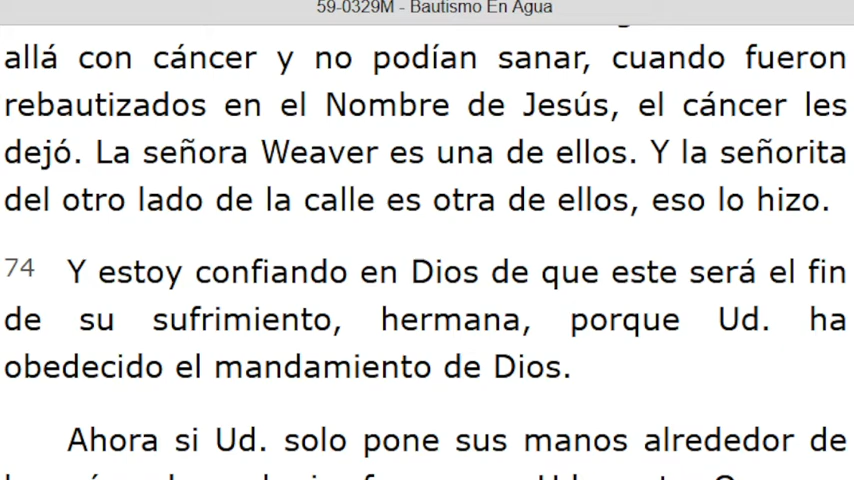 59-0329M - Bautismo En Agua
allá con cáncer y no podían sanar, cuando fueron
rebautizados en el Nombre de Jesús, el cáncer les
dejó. La señora Weaver es una de ellos. Y la señorita
del otro lado de la calle es otra de ellos, eso lo hizo.
74 Y estoy confiando en Dios de que este será el fin
de su sufrimiento, hermana, porque Ud. ha
obedecido el mandamiento de Dios.
Ahora si Ud. solo pone sus manos alrededor de